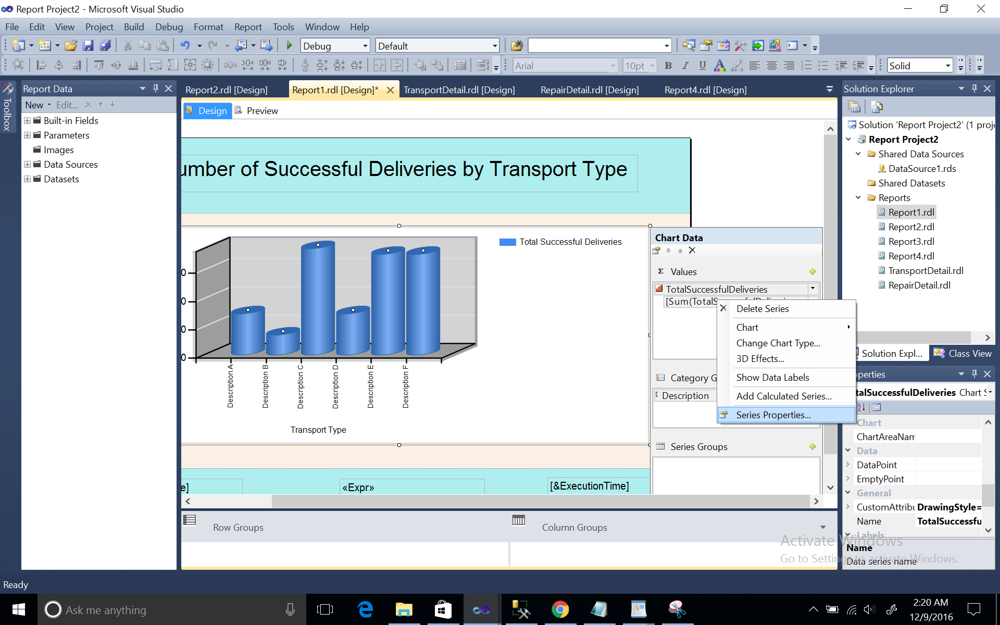 Report Project2 - Microsoft Visual Studio
File Edit View Project Build Debug Format Report Tools Window Help
Debug Default
Arial 10pt B I U A Solid
Toolbox
Report Data
New Edit...
Built-in Fields
Parameters
Images
Data Sources
Datasets
Report2.rdl [Design] Report1.rdl [Design]* TransportDetail.rdl [Design] RepairDetail.rdl [Design] Report4.rdl [Design]
Design Preview
umber of Successful Deliveries by Transport Type
Total Successful Deliveries
0
0
0
0
Description A
Description B
Description C
Description D
Description E
Description F
Transport Type
e] «Expr» [&ExecutionTime]
Chart Data
Σ Values
TotalSuccessfulDeliveries
[Sum(TotalS
Category G
Description
Series Groups
Delete Series
Chart
Change Chart Type...
3D Effects...
Show Data Labels
Add Calculated Series...
Series Properties...
Row Groups Column Groups
Solution Explorer
Solution 'Report Project2' (1 proj
Report Project2
Shared Data Sources
DataSource1.rds
Shared Datasets
Reports
Report1.rdl
Report2.rdl
Report3.rdl
Report4.rdl
TransportDetail.rdl
RepairDetail.rdl
Solution Expl... Class View
perties
talSuccessfulDeliveries Chart S
Chart
ChartAreaNam
Data
DataPoint
EmptyPoint
General
CustomAttribu DrawingStyle=
Name TotalSuccessfu
Labels
Name
Data series name
Activate Windows
Go to Settings to activate Windows.
Ready
Ask me anything
2:20 AM
12/9/2016